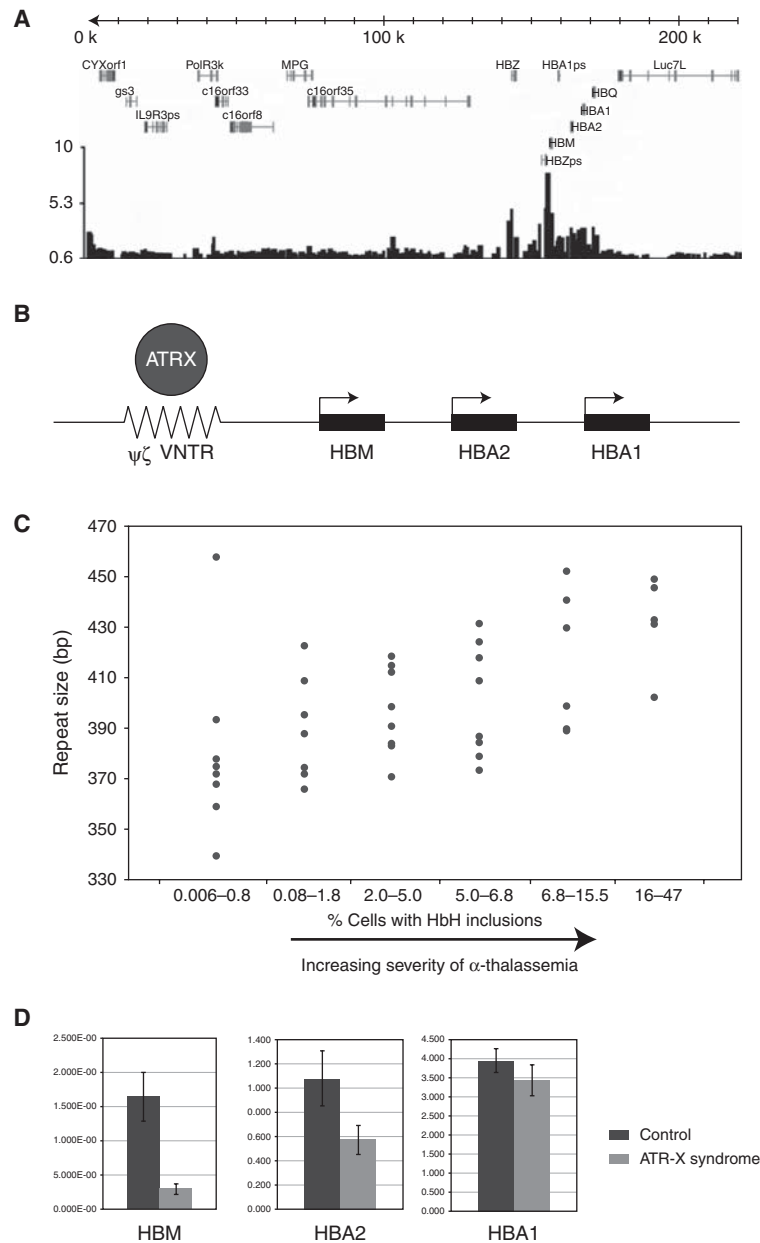 A
0 k 100 k 200 k
CYXorf1 PolR3k MPG HBZ HBA1ps Luc7L
gs3 c16orf33 c16orf35 HBQ
HBA1
IL9R3ps c16orf8 HBA2
HBM
HBZps
10
5.3
0.6
B
ATRX
ψζ VNTR HBM HBA2 HBA1
C
Repeat size (bp)
470
450
430
410
390
370
350
330
0.006–0.8 0.08–1.8 2.0–5.0 5.0–6.8 6.8–15.5 16–47
% Cells with HbH inclusions
Increasing severity of α-thalassemia
D
2.500E-00
2.000E-00
1.500E-00
1.000E-00
5.000E-00
0.000E-00
HBM
1.400
1.200
1.000
0.000
0.600
0.400
0.200
0.000
HBA2
4.500
4.000
3.500
3.000
2.500
2.000
1.500
1.000
0.500
0.000
HBA1
Control
ATR-X syndrome